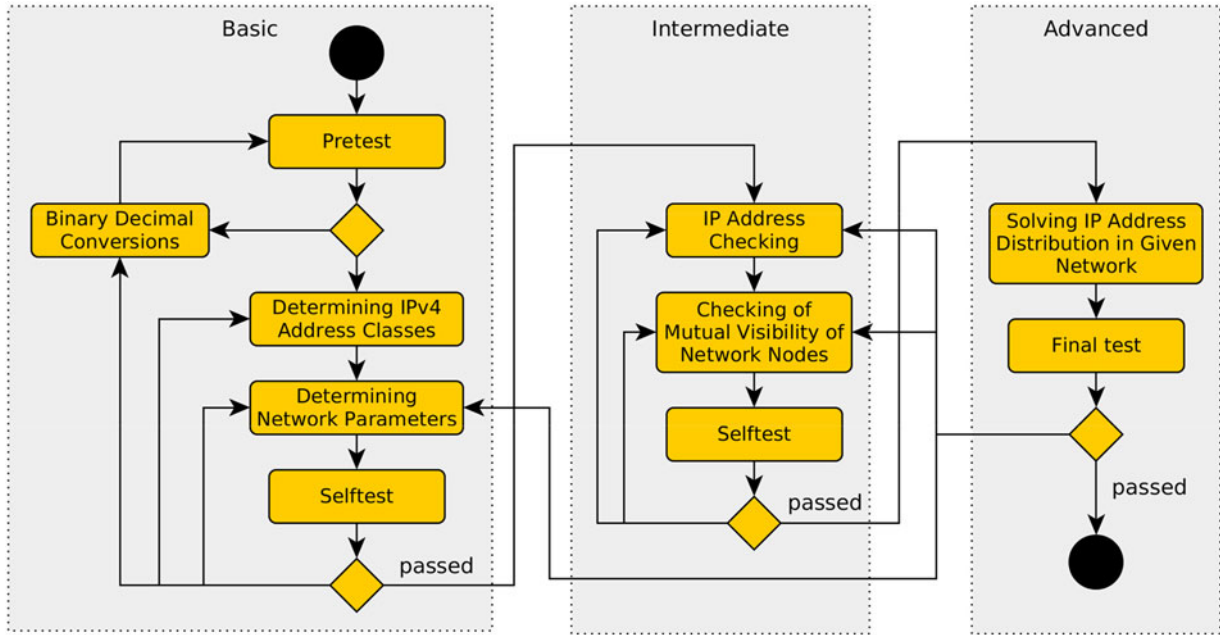 Basic
Pretest
Binary Decimal
Conversions
Determining IPv4
Address Classes
Determining
Network Parameters
Selftest
passed
Intermediate
IP Address
Checking
Checking of
Mutual Visibility of
Network Nodes
Selftest
passed
Advanced
Solving IP Address
Distribution in Given
Network
Final test
passed